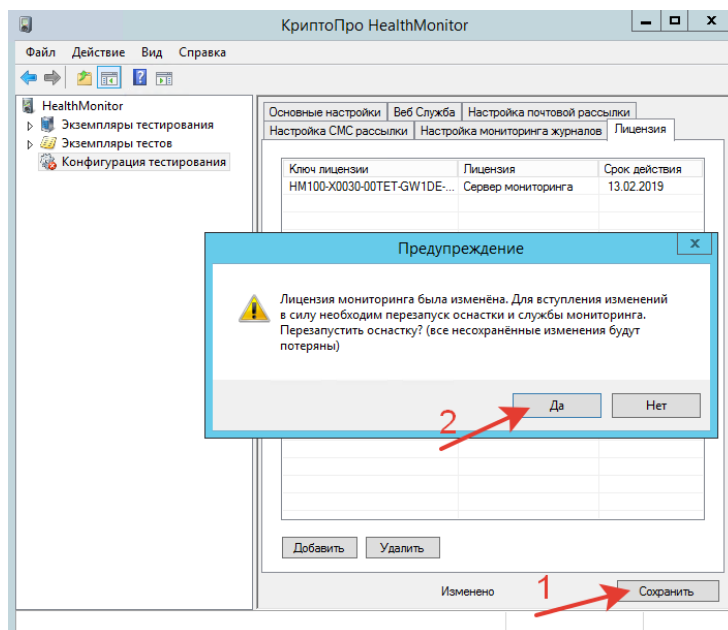 КриптоПро HealthMonitor
Файл Действие Вид Справка
HealthMonitor
Экземпляры тестирования
Экземпляры тестов
Конфигурация тестирования
Основные настройки Веб Служба Настройка почтовой рассылки
Настройка СМС рассылки Настройка мониторинга журналов Лицензия
Ключ лицензии Лицензия Срок действия
HM100-X0030-00TET-GW1DE-... Сервер мониторинга 13.02.2019
Предупреждение
Лицензия мониторинга была изменёна. Для вступления изменений
в силу необходим перезапуск оснастки и службы мониторинга.
Перезапустить оснастку? (все несохранённые изменения будут
потеряны)
2
Да Нет
Добавить Удалить
Изменено 1 Сохранить